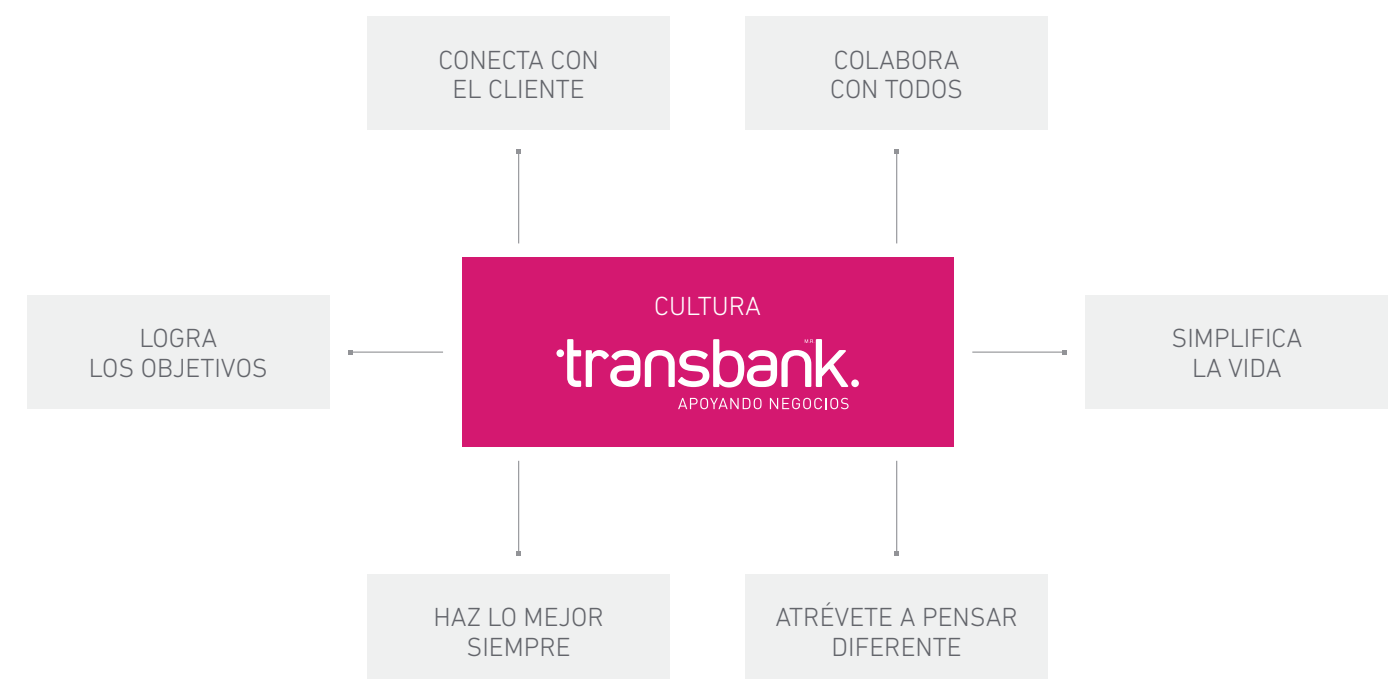 CONECTA CON
EL CLIENTE
COLABORA
CON TODOS
CULTURA
transbank.
M.R.
APOYANDO NEGOCIOS
LOGRA
LOS OBJETIVOS
SIMPLIFICA
LA VIDA
HAZ LO MEJOR
SIEMPRE
ATRÉVETE A PENSAR
DIFERENTE